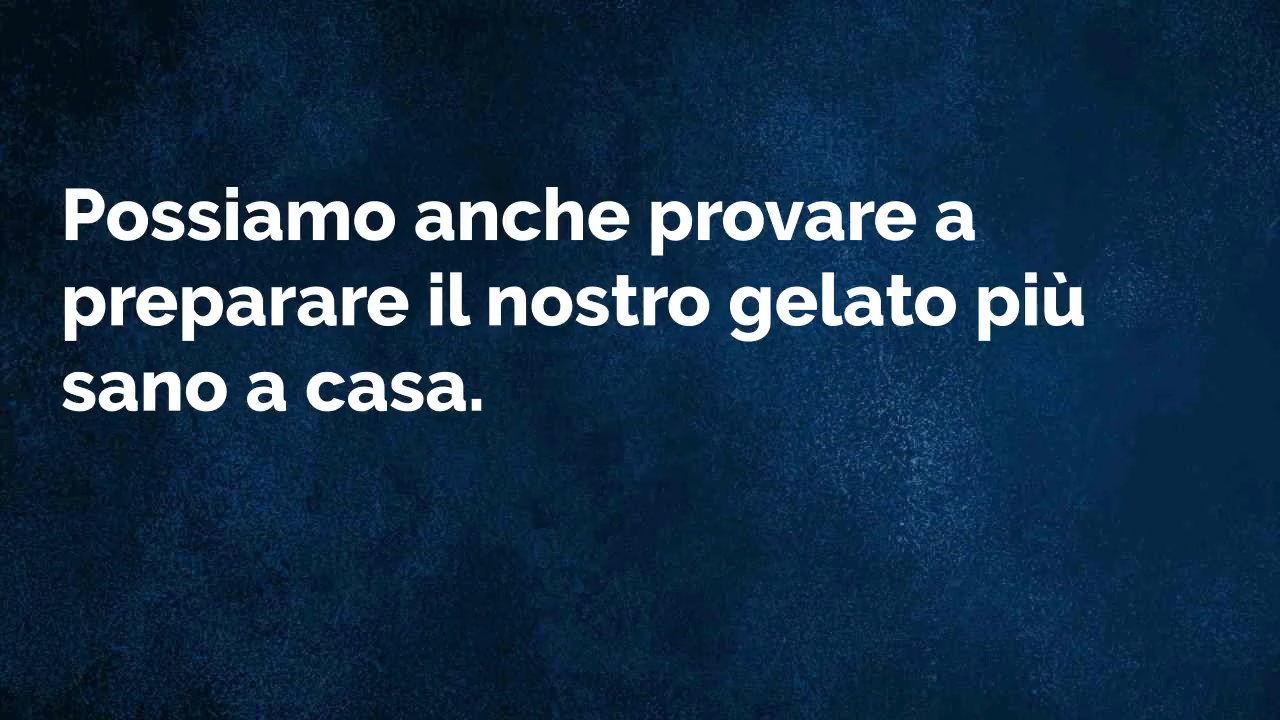 Possiamo anche provare a
preparare il nostro gelato più
sano a casa.